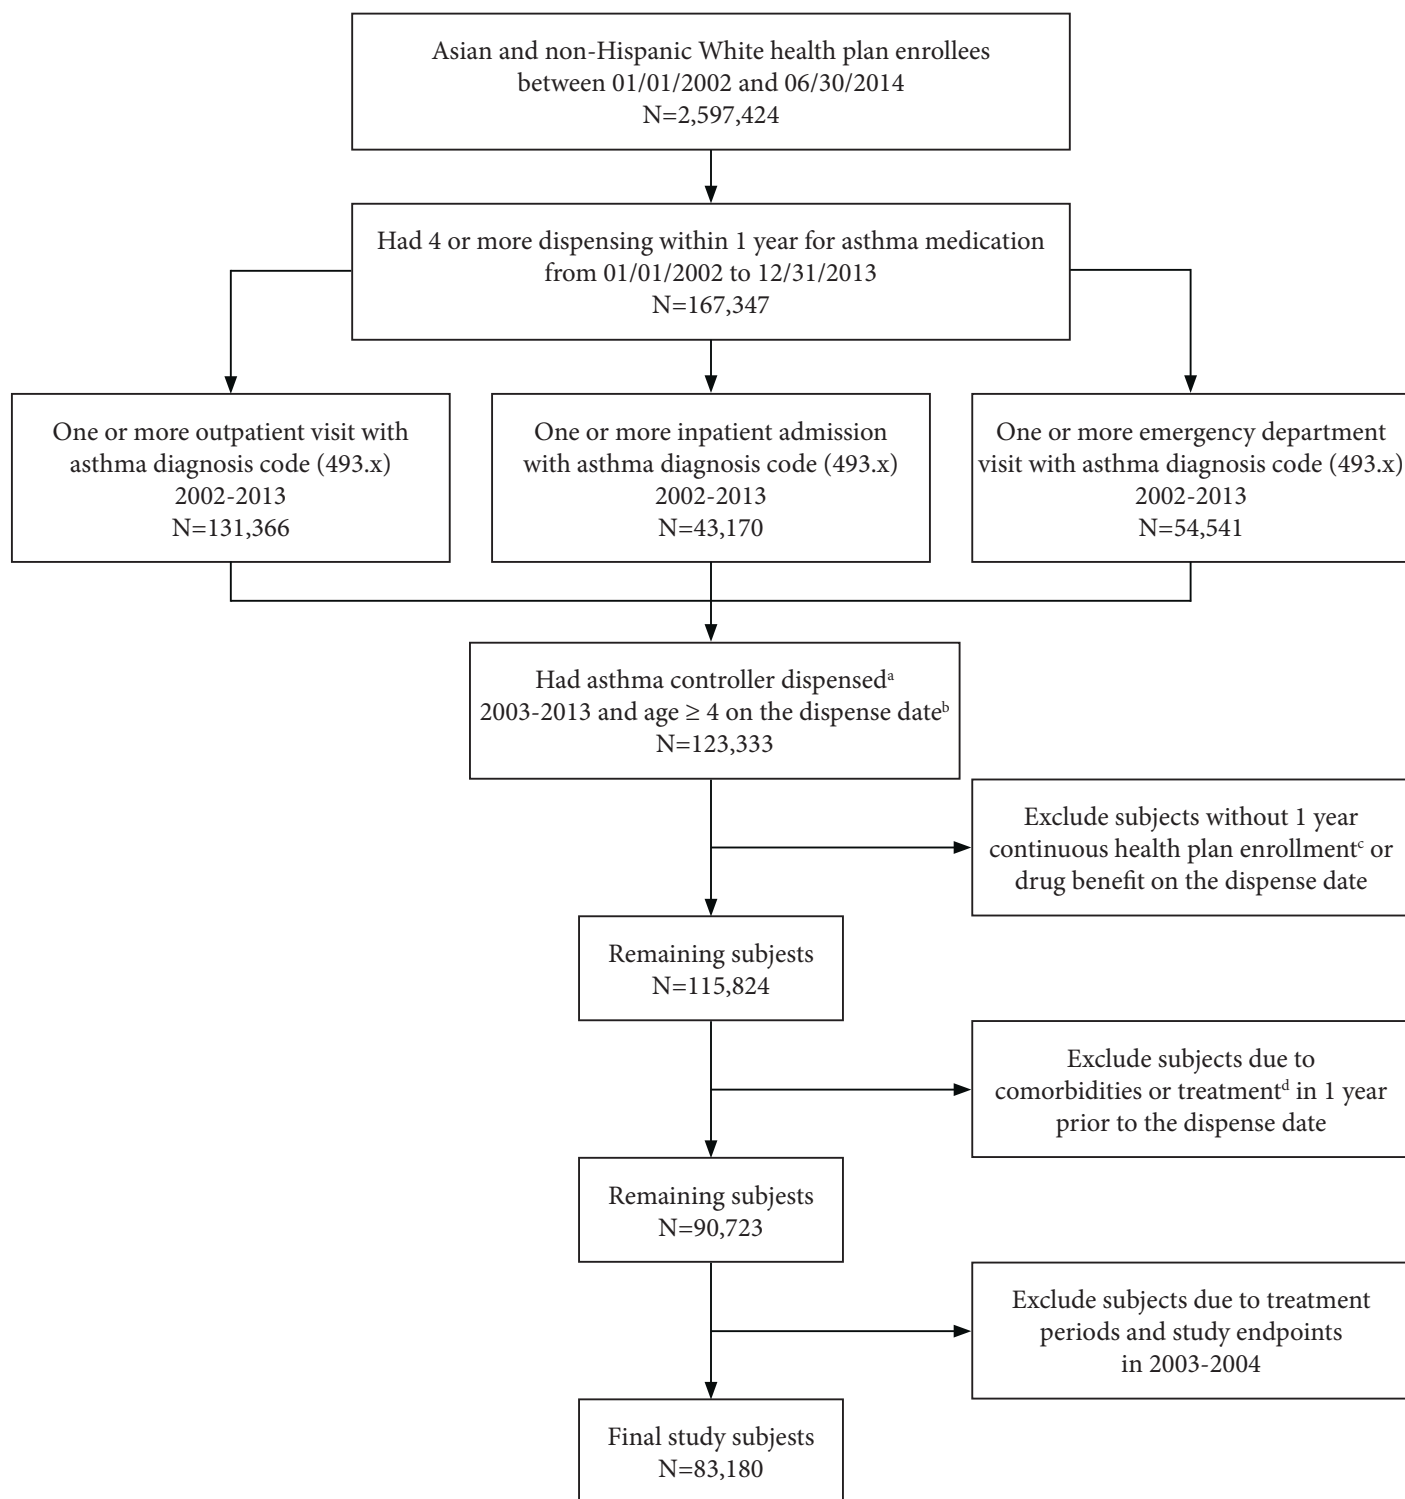 Asian and non-Hispanic White health plan enrollees
between 01/01/2002 and 06/30/2014
N=2,597,424
Had 4 or more dispensing within 1 year for asthma medication
from 01/01/2002 to 12/31/2013
N=167,347
One or more outpatient visit with
asthma diagnosis code (493.x)
2002-2013
N=131,366
One or more inpatient admission
with asthma diagnosis code (493.x)
2002-2013
N=43,170
One or more emergency department
visit with asthma diagnosis code (493.x)
2002-2013
N=54,541
Had asthma controller dispensedᵃ
2003-2013 and age ≥ 4 on the dispense dateᵇ
N=123,333
Exclude subjects without 1 year
continuous health plan enrollmentᶜ or
drug benefit on the dispense date
Remaining subjests
N=115,824
Exclude subjects due to
comorbidities or treatmentᵈ in 1 year
prior to the dispense date
Remaining subjests
N=90,723
Exclude subjects due to treatment
periods and study endpoints
in 2003-2004
Final study subjests
N=83,180